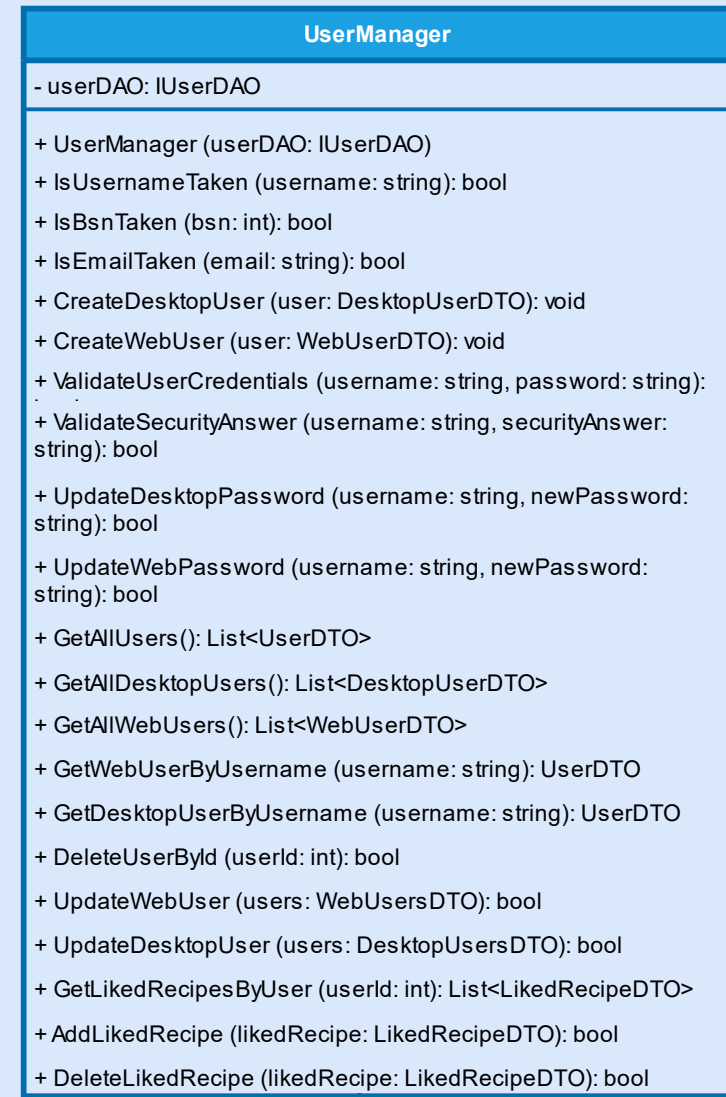 UserManager
- userDAO: IUserDAO
+ UserManager (userDAO: IUserDAO)
+ IsUsernameTaken (username: string): bool
+ IsBsnTaken (bsn: int): bool
+ IsEmailTaken (email: string): bool
+ CreateDesktopUser (user: DesktopUserDTO): void
+ CreateWebUser (user: WebUserDTO): void
+ ValidateUserCredentials (username: string, password: string):
+ ValidateSecurityAnswer (username: string, securityAnswer:
string): bool
+ UpdateDesktopPassword (username: string, newPassword:
string): bool
+ UpdateWebPassword (username: string, newPassword:
string): bool
+ GetAllUsers(): List<UserDTO>
+ GetAllDesktopUsers(): List<DesktopUserDTO>
+ GetAllWebUsers(): List<WebUserDTO>
+ GetWebUserByUsername (username: string): UserDTO
+ GetDesktopUserByUsername (username: string): UserDTO
+ DeleteUserById (userId: int): bool
+ UpdateWebUser (users: WebUsersDTO): bool
+ UpdateDesktopUser (users: DesktopUsersDTO): bool
+ GetLikedRecipesByUser (userId: int): List<LikedRecipeDTO>
+ AddLikedRecipe (likedRecipe: LikedRecipeDTO): bool
+ DeleteLikedRecipe (likedRecipe: LikedRecipeDTO): bool